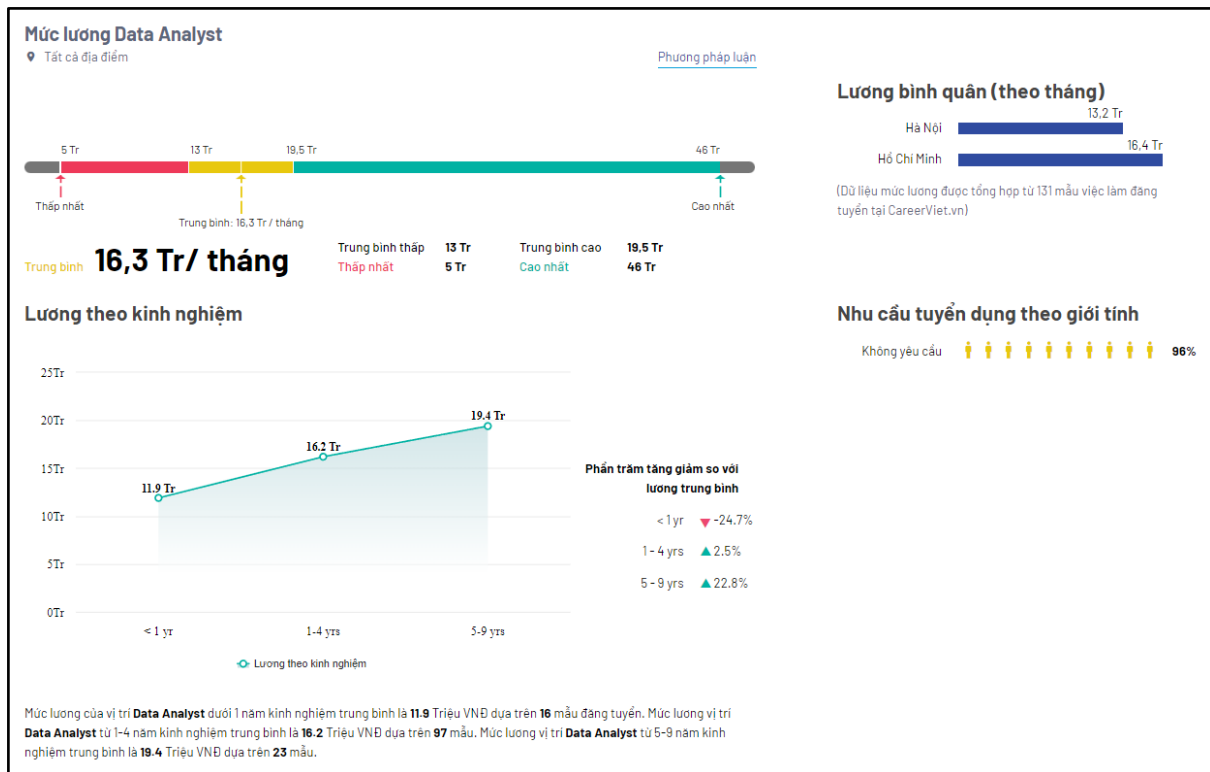 Mức lương Data Analyst
Tất cả địa điểm
Phương pháp luận
5 Tr
13 Tr
19,5 Tr
46 Tr
Thấp nhất
Cao nhất
Trung bình: 16,3 Tr / tháng
Trung bình 16,3 Tr/ tháng
Trung bình thấp 13 Tr Trung bình cao 19,5 Tr
Thấp nhất 5 Tr Cao nhất 46 Tr
Lương bình quân (theo tháng)
13,2 Tr
Hà Nội
16,4 Tr
Hồ Chí Minh
(Dữ liệu mức lương được tổng hợp từ 131 mẫu việc làm đăng
tuyển tại CareerViet.vn)
Lương theo kinh nghiệm
25Tr
20Tr
15Tr
10Tr
5Tr
0Tr
11.9 Tr
16.2 Tr
19.4 Tr
< 1 yr
1-4 yrs
5-9 yrs
Lương theo kinh nghiệm
Phần trăm tăng giảm so với
lương trung bình
< 1 yr ▼ -24.7%
1 - 4 yrs ▲ 2.5%
5 - 9 yrs ▲ 22.8%
Nhu cầu tuyển dụng theo giới tính
Không yêu cầu 96%
Mức lương của vị trí Data Analyst dưới 1 năm kinh nghiệm trung bình là 11.9 Triệu VNĐ dựa trên 16 mẫu đăng tuyển. Mức lương vị trí
Data Analyst từ 1-4 năm kinh nghiệm trung bình là 16.2 Triệu VNĐ dựa trên 97 mẫu. Mức lương vị trí Data Analyst từ 5-9 năm kinh
nghiệm trung bình là 19.4 Triệu VNĐ dựa trên 23 mẫu.